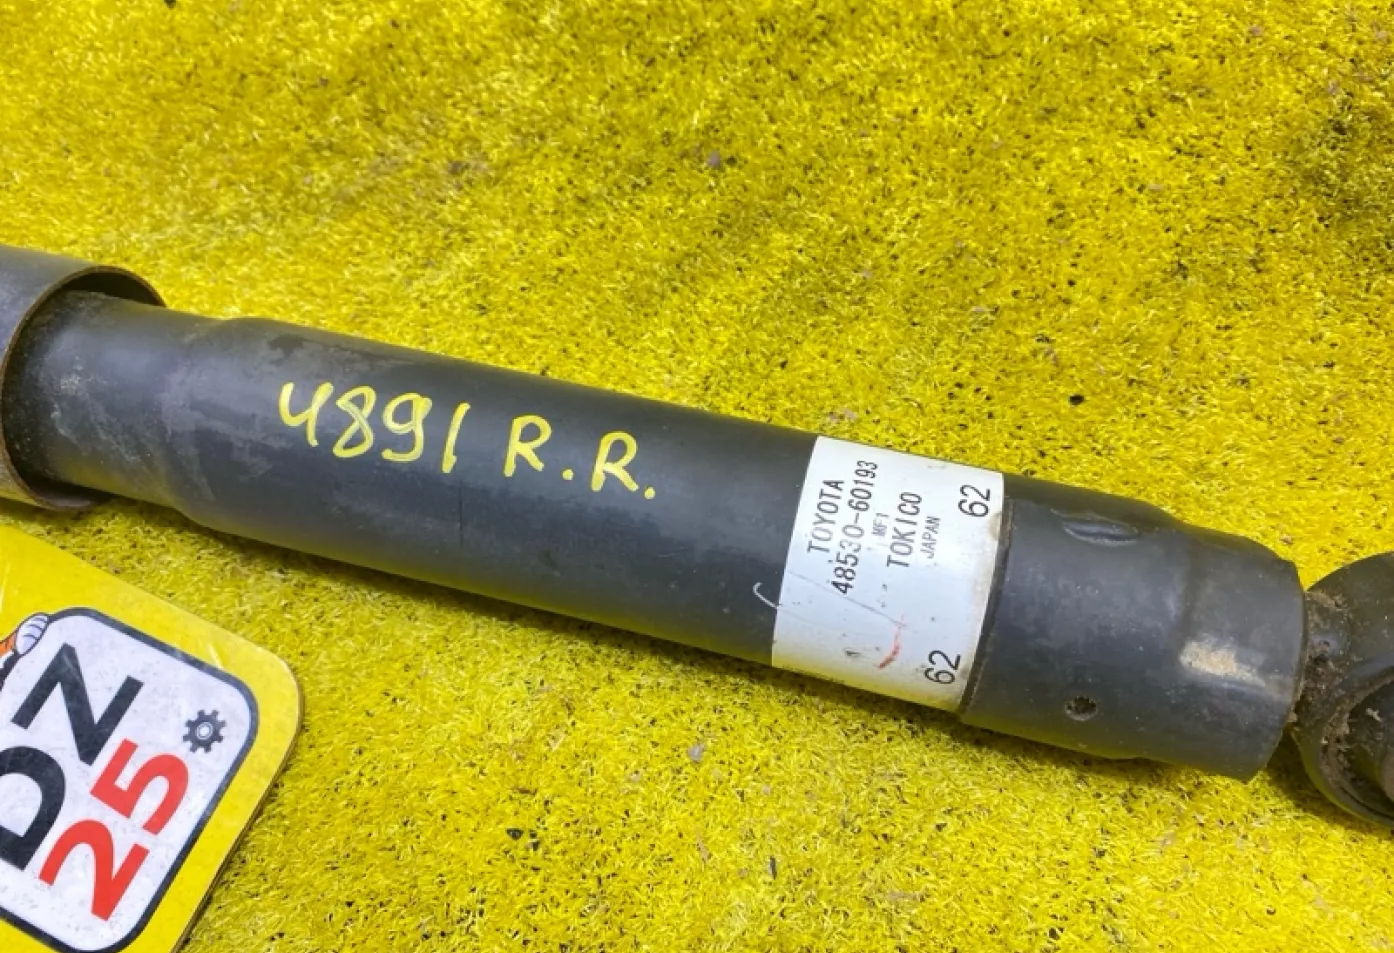 4891 R.R.
TOYOTA
48530-60193
MF1
TOKICO
JAPAN
62
62
DZ
25